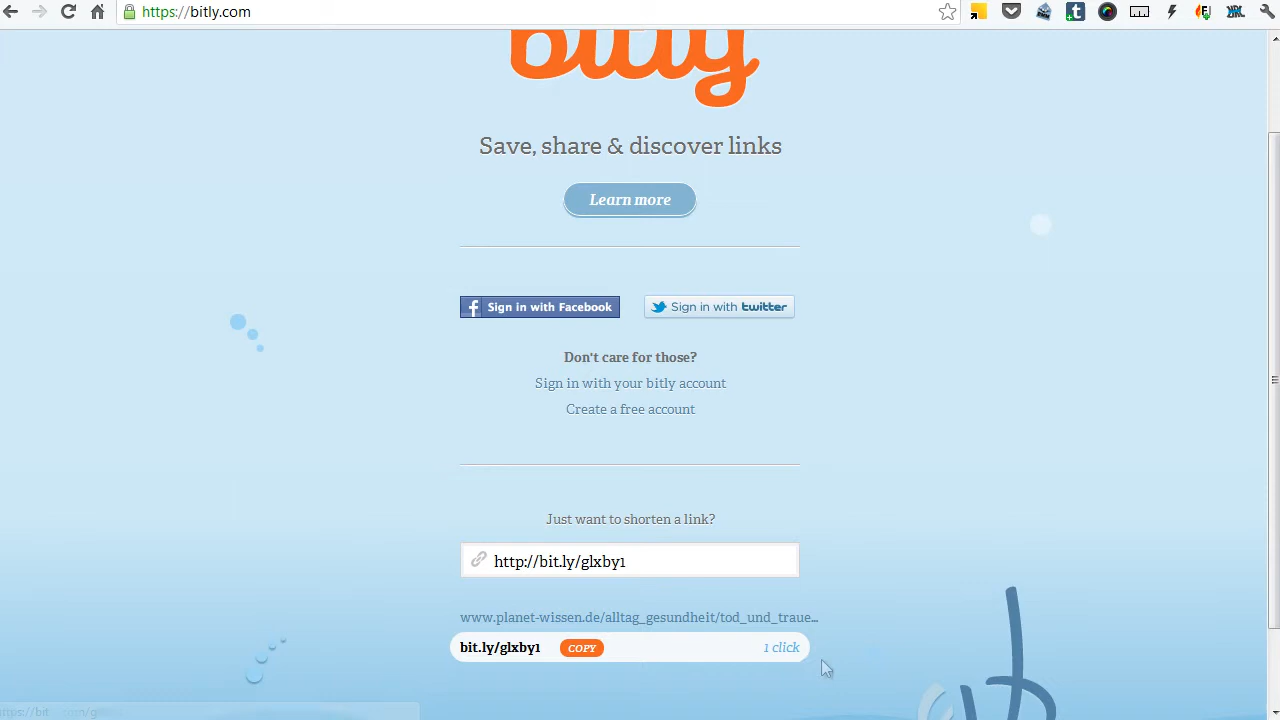 https://bitly.com
bitly
Save, share & discover links
Learn more
Sign in with Facebook
Sign in with twitter
Don't care for those?
Sign in with your bitly account
Create a free account
Just want to shorten a link?
http://bit.ly/glxby1
www.planet-wissen.de/alltag_gesundheit/tod_und_traue...
bit.ly/glxby1 COPY 1 click